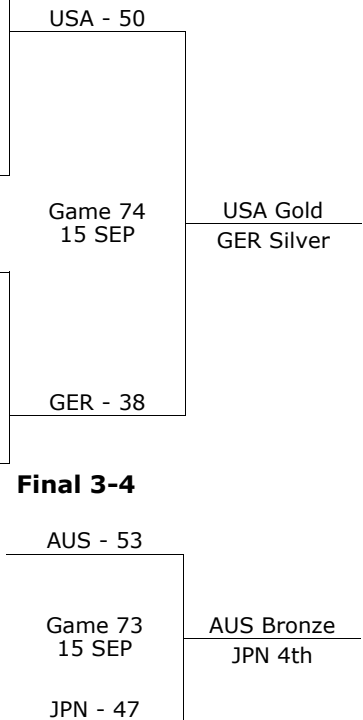 USA - 50
Game 74
15 SEP
USA Gold
GER Silver
GER - 38
Final 3-4
AUS - 53
Game 73
15 SEP
AUS Bronze
JPN 4th
JPN - 47